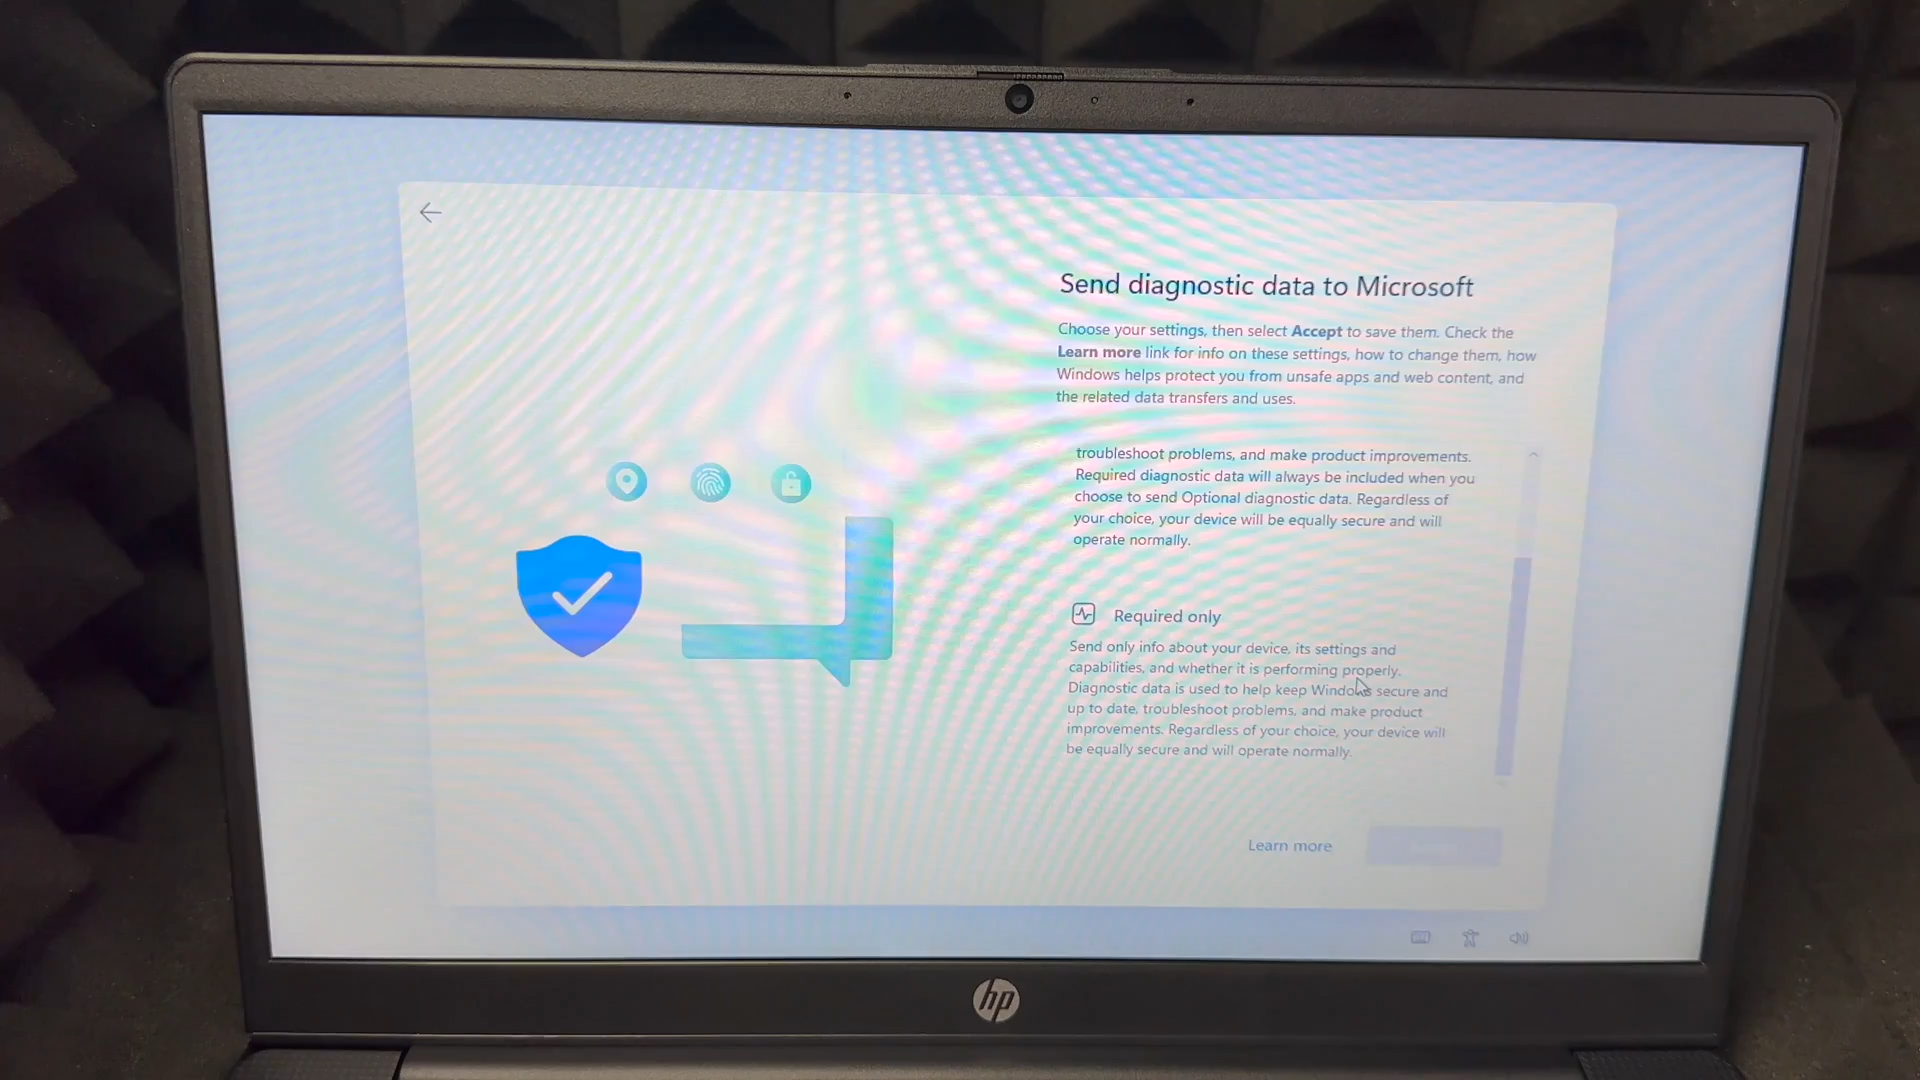 Send diagnostic data to Microsoft
Choose your settings, then select Accept to save them. Check the
Learn more link for info on these settings, how to change them, how
Windows helps protect you from unsafe apps and web content, and
the related data transfers and uses.
troubleshoot problems, and make product improvements.
Required diagnostic data will always be included when you
choose to send Optional diagnostic data. Regardless of
your choice, your device will be equally secure and will
operate normally.
Required only
Send only info about your device, its settings and
capabilities, and whether it is performing properly.
Diagnostic data is used to help keep Windows secure and
up to date, troubleshoot problems, and make product
improvements. Regardless of your choice, your device will
be equally secure and will operate normally.
Learn more
hp